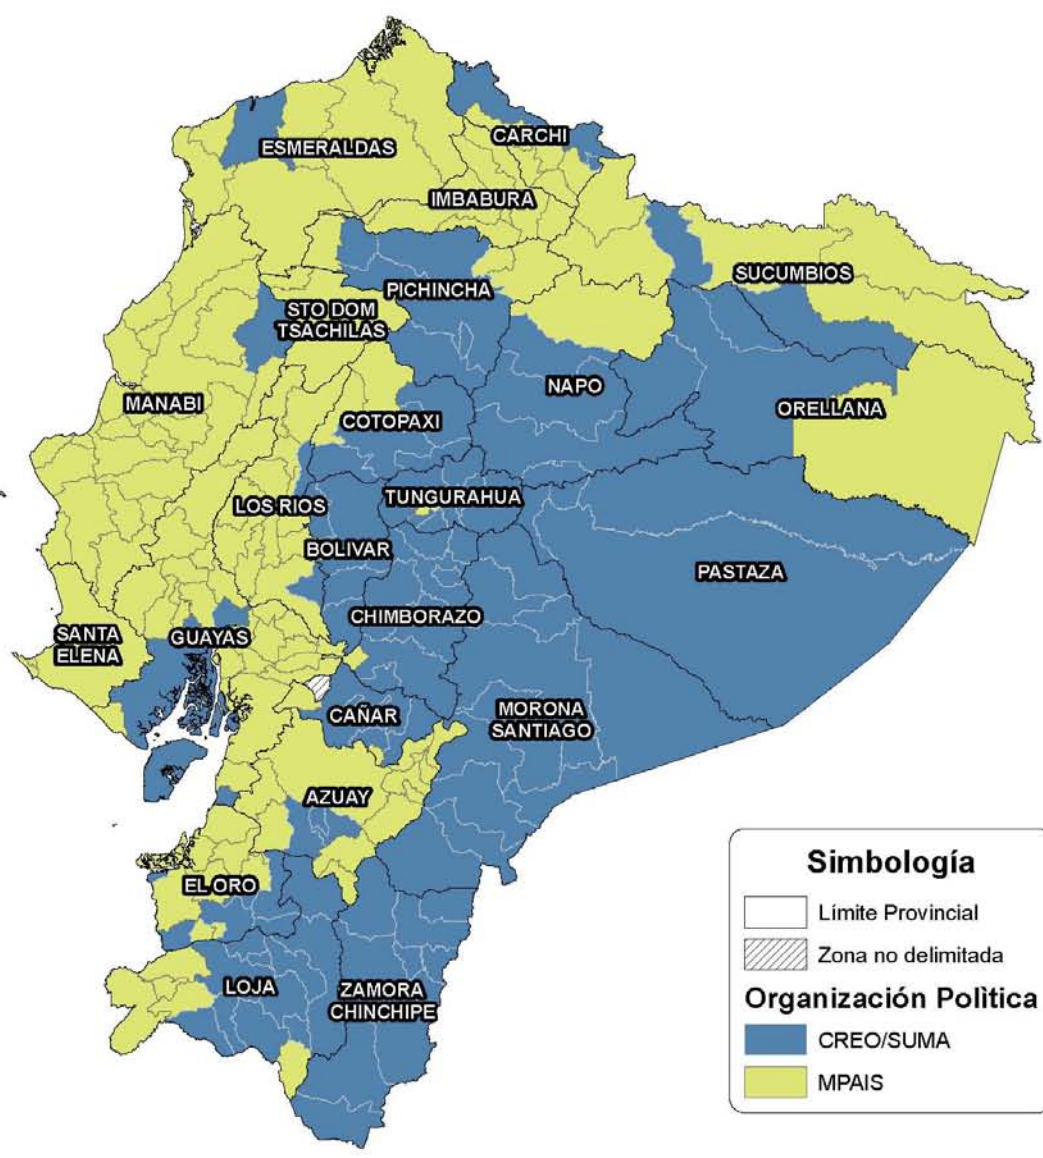 ESMERALDAS
CARCHI
IMBABURA
SUCUMBIOS
PICHINCHA
STO DOM
TSACHILAS
NAPO
MANABI
ORELLANA
COTOPAXI
TUNGURAHUA
LOS RIOS
BOLIVAR
PASTAZA
CHIMBORAZO
SANTA
ELENA
GUAYAS
CAÑAR
MORONA
SANTIAGO
AZUAY
EL ORO
LOJA
ZAMORA
CHINCHIPE
Simbología
Límite Provincial
Zona no delimitada
Organización Polìtica
CREO/SUMA
MPAIS